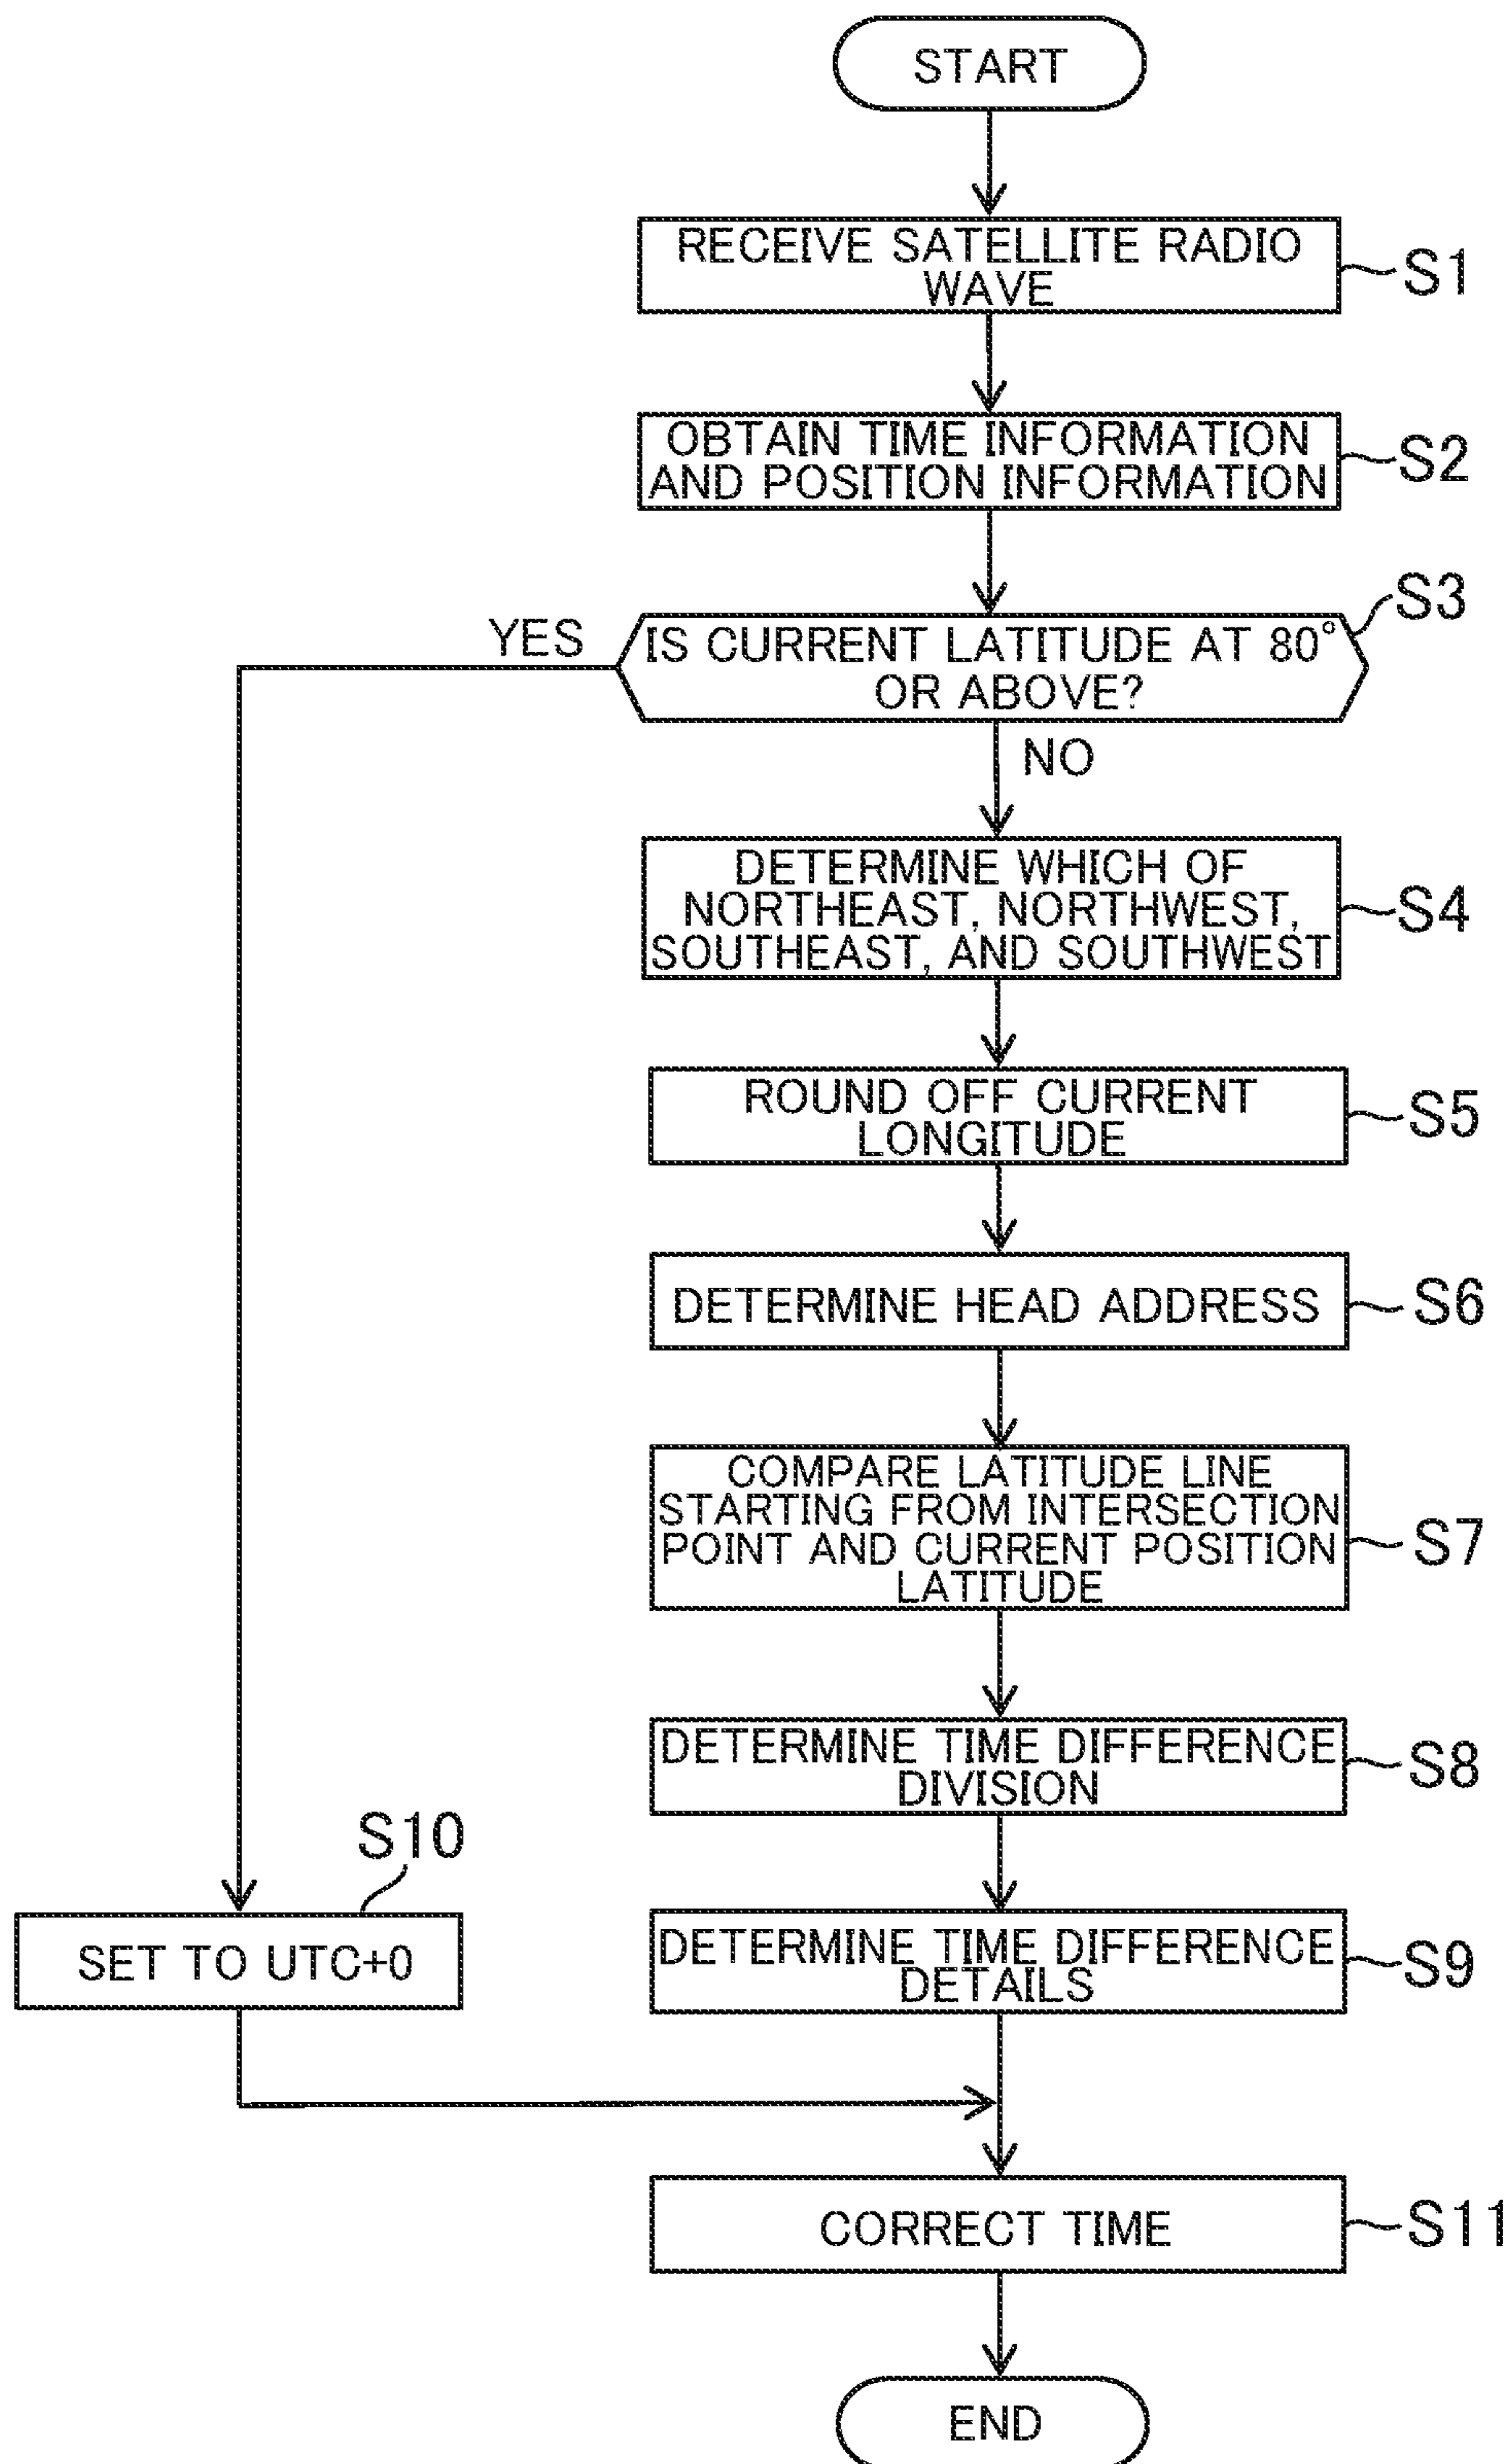 START
RECEIVE SATELLITE RADIO
WAVE
S1
OBTAIN TIME INFORMATION
AND POSITION INFORMATION
S2
S3
YES
IS CURRENT LATITUDE AT 80°
OR ABOVE?
NO
DETERMINE WHICH OF
NORTHEAST, NORTHWEST,
SOUTHEAST, AND SOUTHWEST
S4
ROUND OFF CURRENT
LONGITUDE
S5
DETERMINE HEAD ADDRESS
S6
COMPARE LATITUDE LINE
STARTING FROM INTERSECTION
POINT AND CURRENT POSITION
LATITUDE
S7
DETERMINE TIME DIFFERENCE
DIVISION
S8
S10
SET TO UTC+0
DETERMINE TIME DIFFERENCE
DETAILS
S9
CORRECT TIME
S11
END